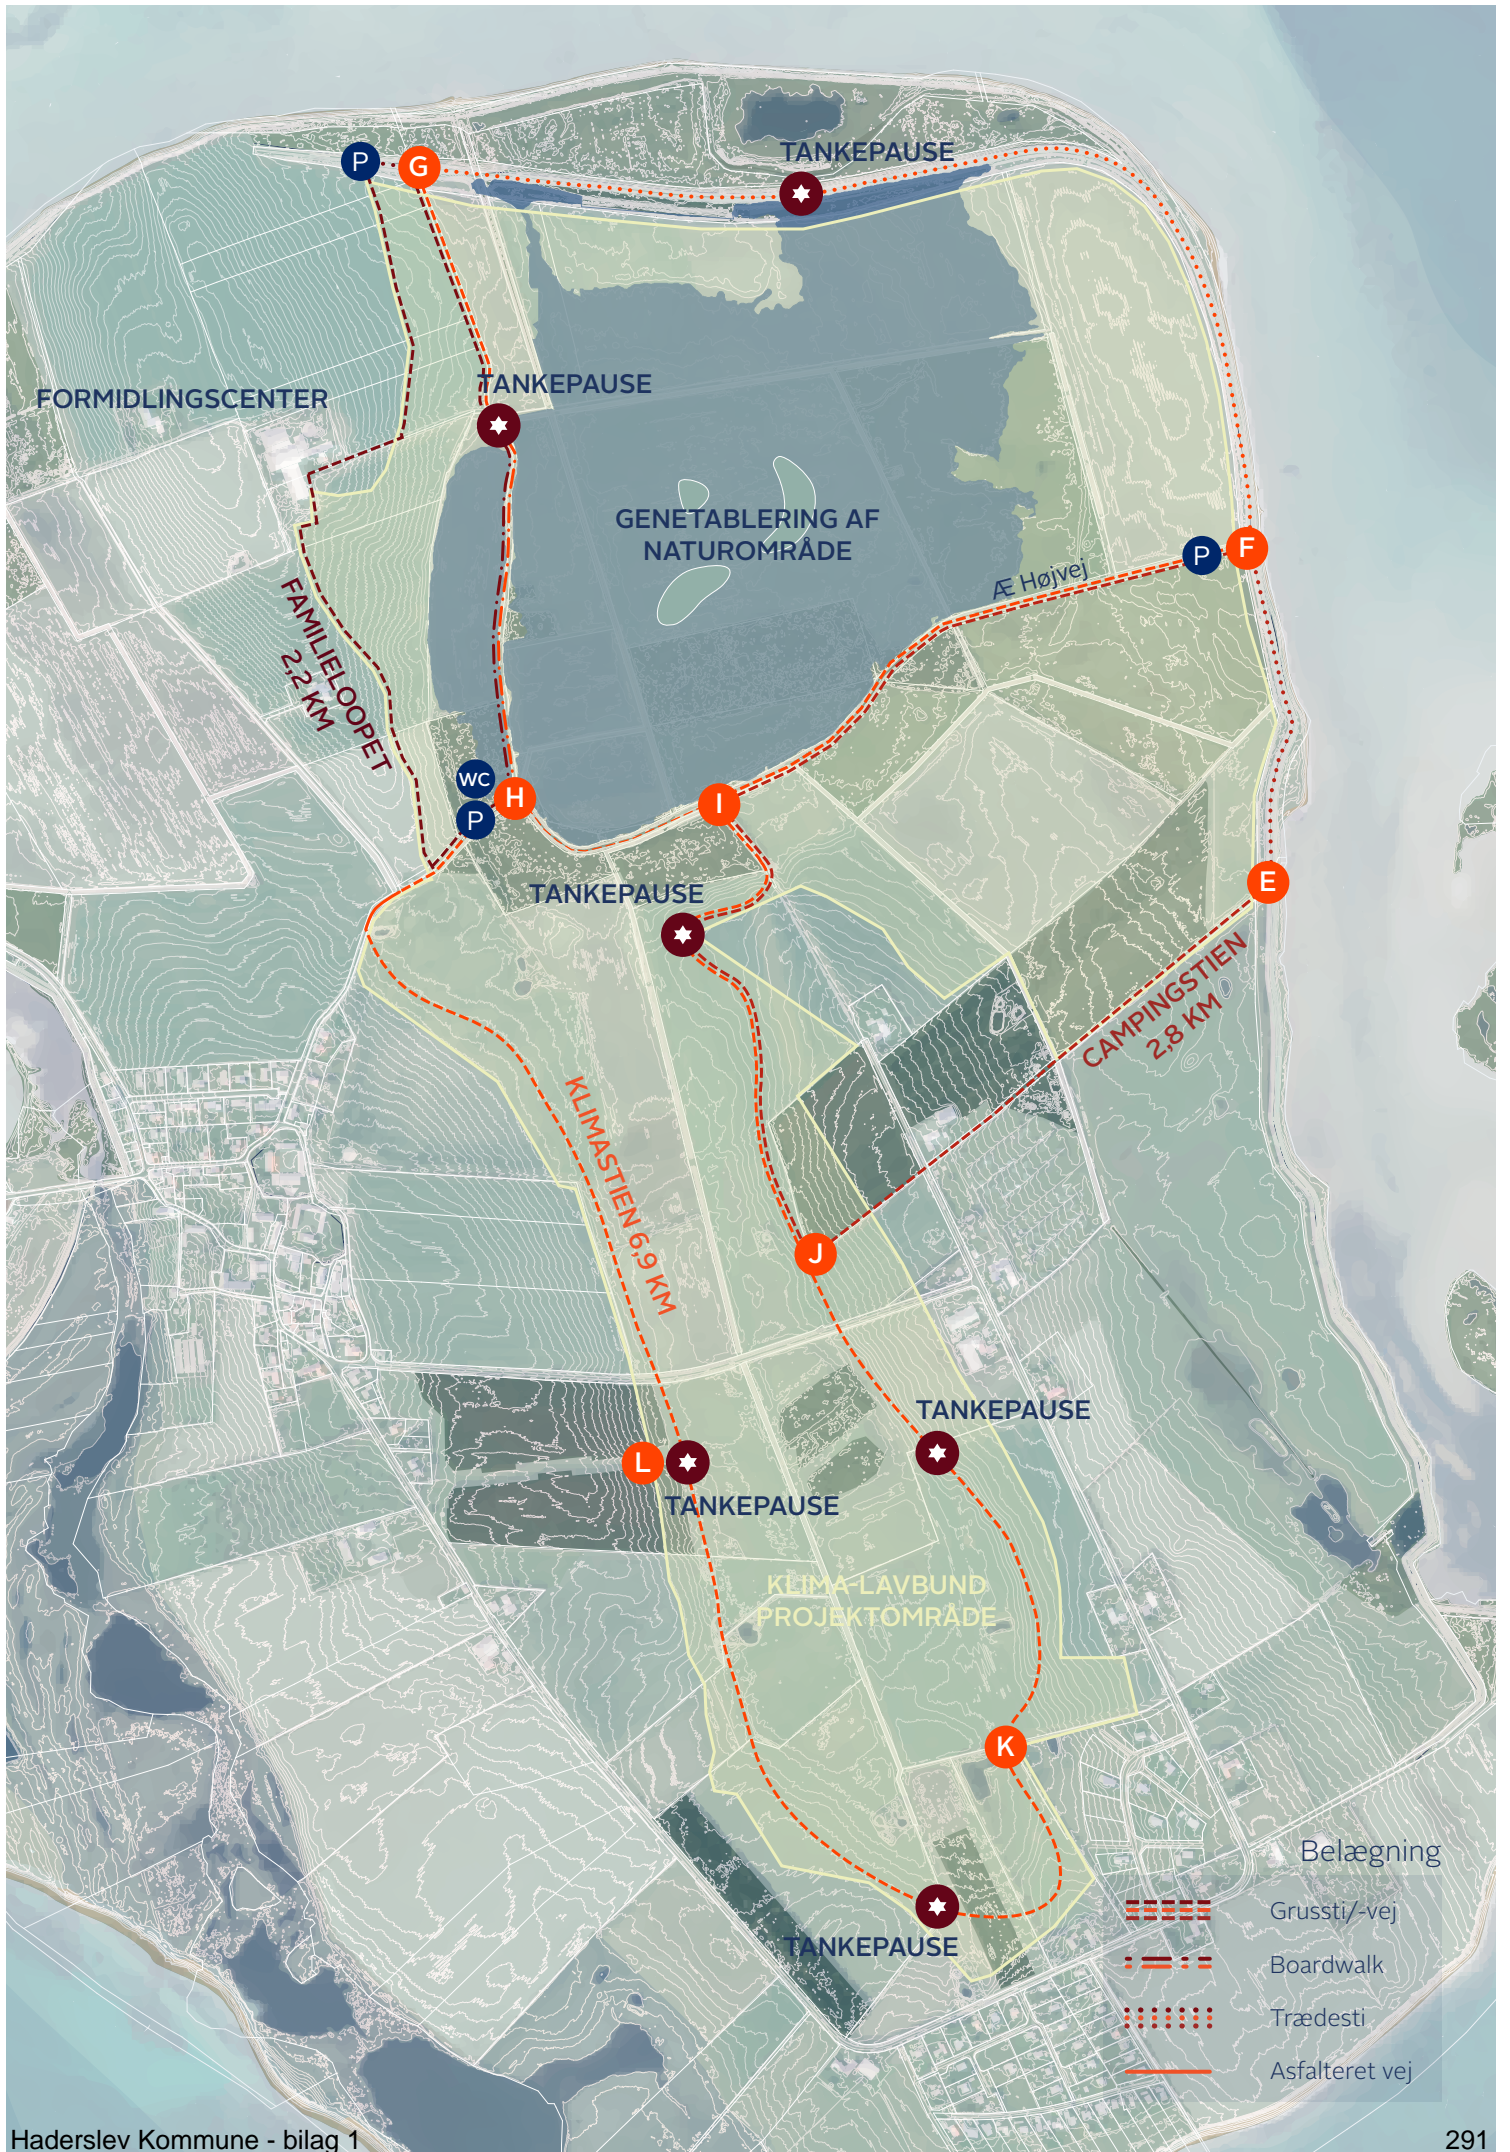 TANKEPAUSE
P
G
TANKEPAUSE
FORMIDLINGSCENTER
GENETABLERING AF
NATUROMRÅDE
Æ Højvej
P
F
FAMILIELOOPET
2,2 KM
WC
H
P
I
E
TANKEPAUSE
CAMPINGSTIEN
2,8 KM
KLIMASTIEN 6,9 KM
J
TANKEPAUSE
L
TANKEPAUSE
KLIMA-LAVBUND
PROJEKTOMRÅDE
K
TANKEPAUSE
Belægning
Grussti/-vej
Boardwalk
Trædesti
Asfalteret vej
Haderslev Kommune - bilag 1
291